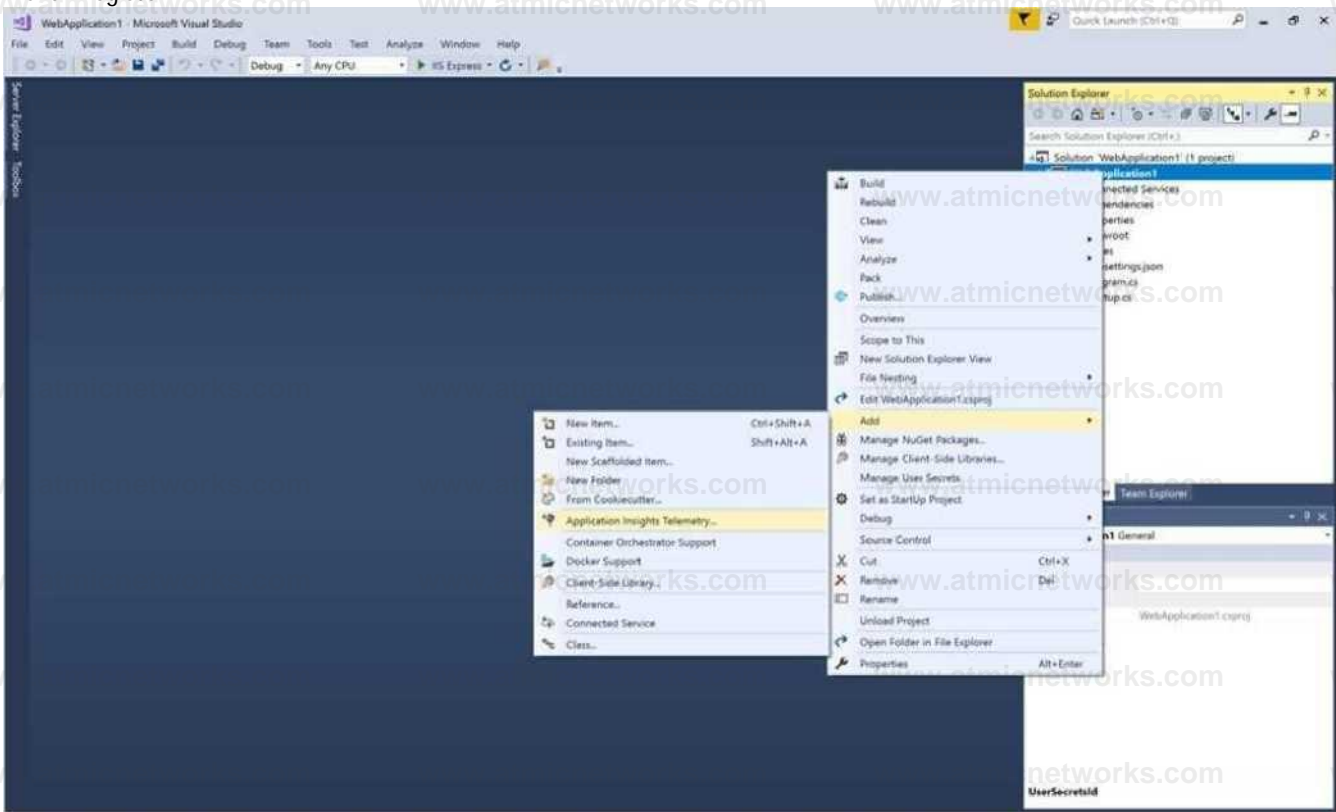 WebApplication1 - Microsoft Visual Studio
Quick Launch (Ctrl+Q)
File Edit View Project Build Debug Team Tools Test Analyze Window Help
Debug Any CPU IIS Express
Server Explorer
Toolbox
Solution Explorer
Search Solution Explorer (Ctrl+;)
Solution 'WebApplication1' (1 project)
Build
Rebuild
Clean
View
Analyze
Pack
Publish...
Overview
Scope to This
New Solution Explorer View
File Nesting
Edit WebApplication1.csproj
Add
Manage NuGet Packages...
Manage Client-Side Libraries...
Manage User Secrets
Set as StartUp Project
Debug
Source Control
Cut Ctrl+X
Remove Del
Rename
Unload Project
Open Folder in File Explorer
Properties Alt+Enter
New Item... Ctrl+Shift+A
Existing Item... Shift+Alt+A
New Scaffolded Item...
New Folder
From Cookiecutter...
Application Insights Telemetry...
Container Orchestrator Support
Docker Support
Client-Side Library...
Reference...
Connected Service
Class...
Team Explorer
General
WebApplication1.csproj
UserSecretsId
www.atmicnetworks.com